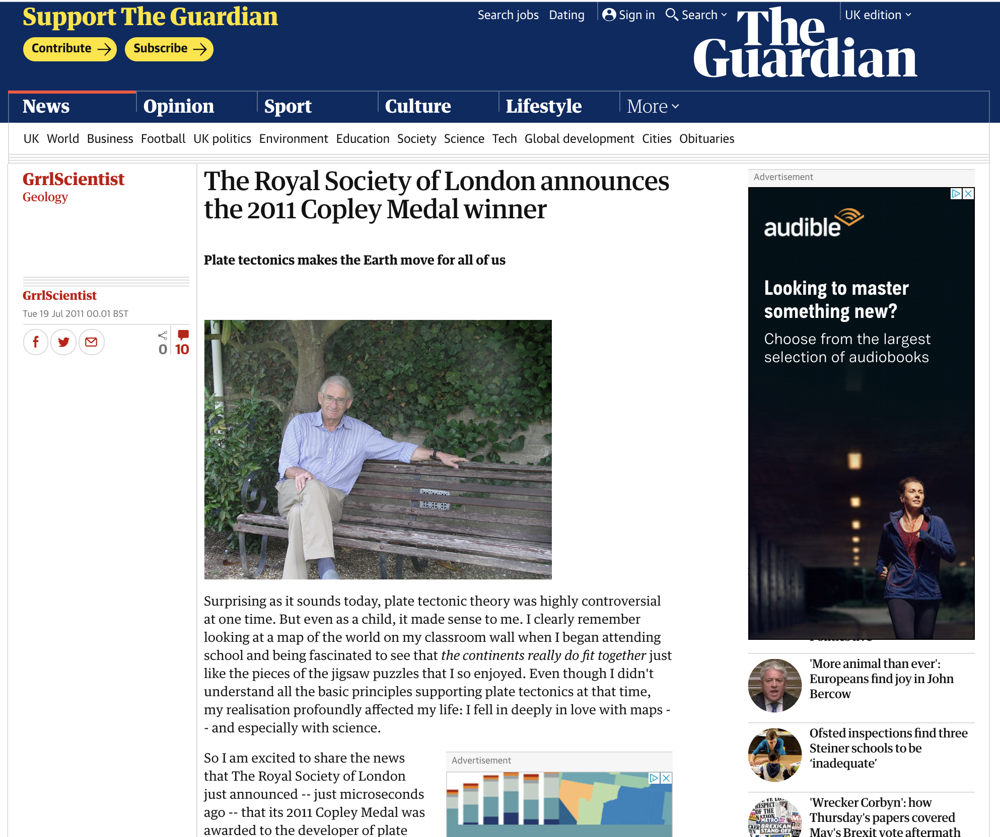 Support The Guardian
Contribute
Subscribe
Search jobs Dating Sign in Search UK edition
The
Guardian
News Opinion Sport Culture Lifestyle More
UK World Business Football UK politics Environment Education Society Science Tech Global development Cities Obituaries
GrrlScientist
Geology
The Royal Society of London announces
the 2011 Copley Medal winner
Plate tectonics makes the Earth move for all of us
GrrlScientist
Tue 19 Jul 2011 00.01 BST
0 10
Surprising as it sounds today, plate tectonic theory was highly controversial
at one time. But even as a child, it made sense to me. I clearly remember
looking at a map of the world on my classroom wall when I began attending
school and being fascinated to see that the continents really do fit together just
like the pieces of the jigsaw puzzles that I so enjoyed. Even though I didn't
understand all the basic principles supporting plate tectonics at that time,
my realisation profoundly affected my life: I fell in deeply in love with maps -
- and especially with science.
So I am excited to share the news
that The Royal Society of London
just announced -- just microseconds
ago -- that its 2011 Copley Medal was
awarded to the developer of plate
Advertisement
Advertisement
audible
Looking to master
something new?
Choose from the largest
selection of audiobooks
'More animal than ever':
Europeans find joy in John
Bercow
Ofsted inspections find three
Steiner schools to be
‘inadequate’
RESPECT
OF THE
NATION
METRO
BREXICAN
STAND-OFF
'Wrecker Corbyn': how
Thursday's papers covered
May's Brexit vote aftermath